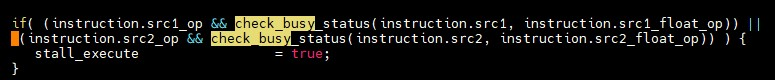 if( (instruction.src1_op && check_busy_status(instruction.src1, instruction.src1_float_op)) ||
(instruction.src2_op && check_busy_status(instruction.src2, instruction.src2_float_op)) ) {
stall_execute = true;
}